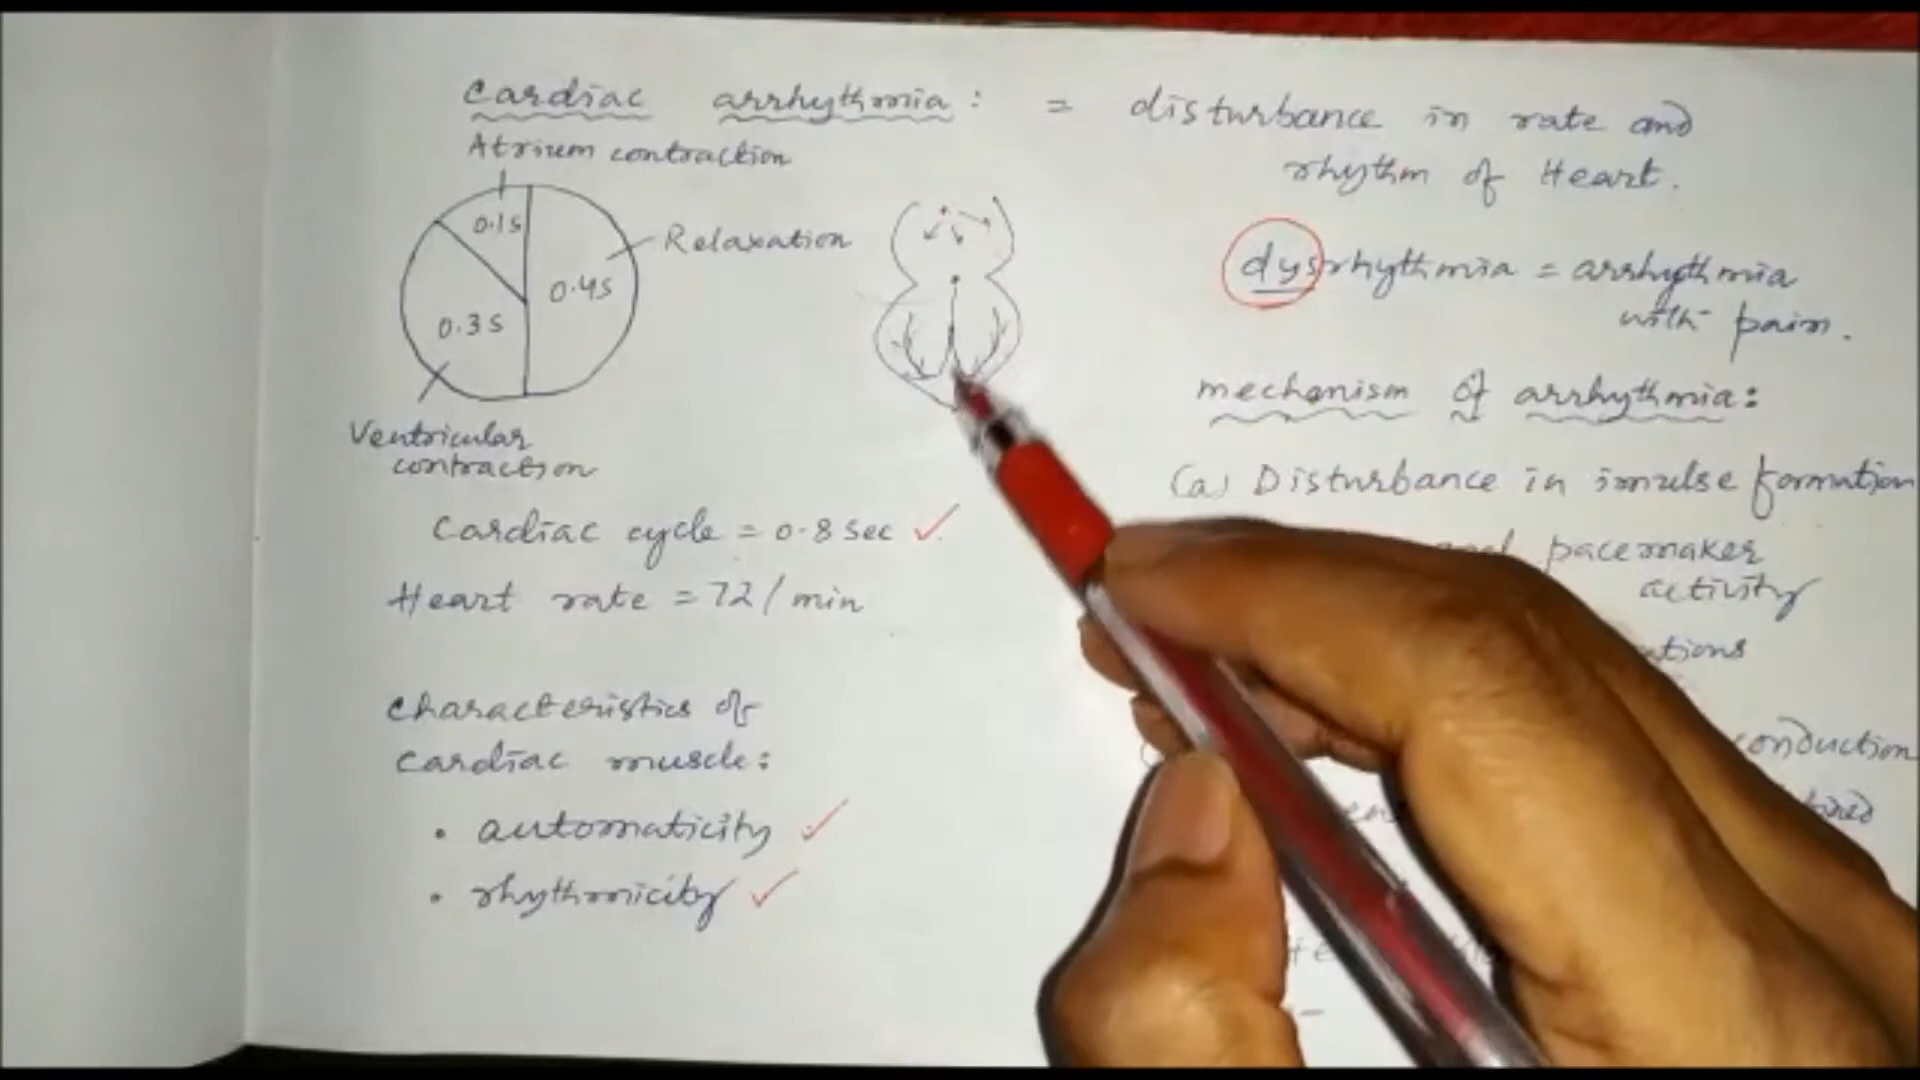 Cardiac arrhythmia: = disturbance in rate and
rhythm of Heart.
Atrium contraction
0.1s
Relaxation
0.4s
0.3s
Ventricular
contraction
Cardiac cycle = 0.8 sec ✓
Heart rate = 72/min
characteristics of
cardiac muscle:
• automaticity ✓
• rhythmicity ✓
dysrhythmia = arrhythmia
with pain.
mechanism of arrhythmia:
(a) Disturbance in impulse formation
pacemaker
activity
conduction